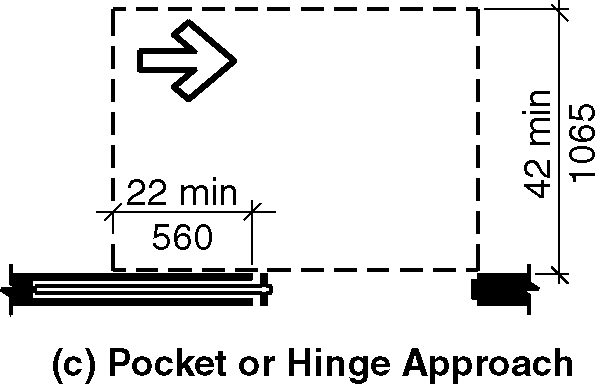 22 min
560
42 min
1065
(c) Pocket or Hinge Approach